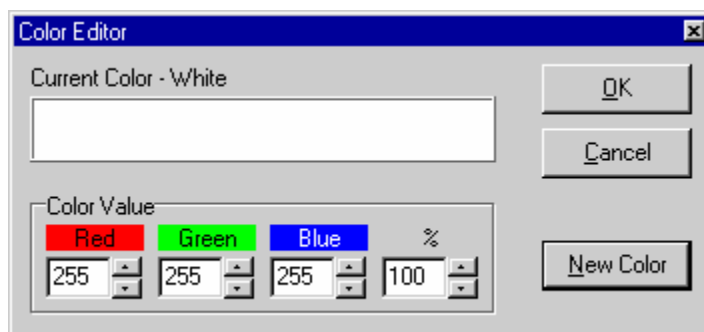 Color Editor
Current Color - White
OK
Cancel
Color Value
Red Green Blue %
255 255 255 100
New Color